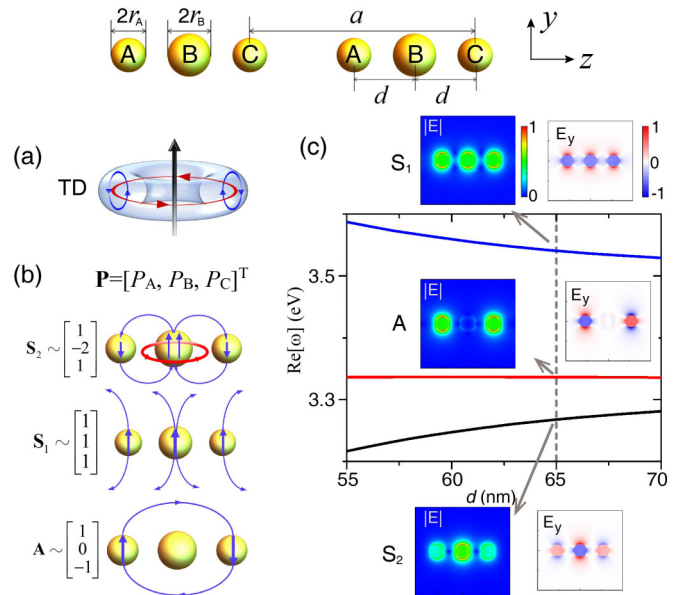 2r_A 2r_B a
A B C A B C
d d
y
z
(a)
TD
(b)
P=[P_A, P_B, P_C]^T
S_2 ~ [1 −2 1]
S_1 ~ [1 1 1]
A ~ [1 0 −1]
(c)
S_1
|E|
1
0
E_y
1
0
-1
3.5
3.3
Re[ω] (eV)
A
|E|
E_y
55 60 65 70
d (nm)
S_2
|E|
E_y